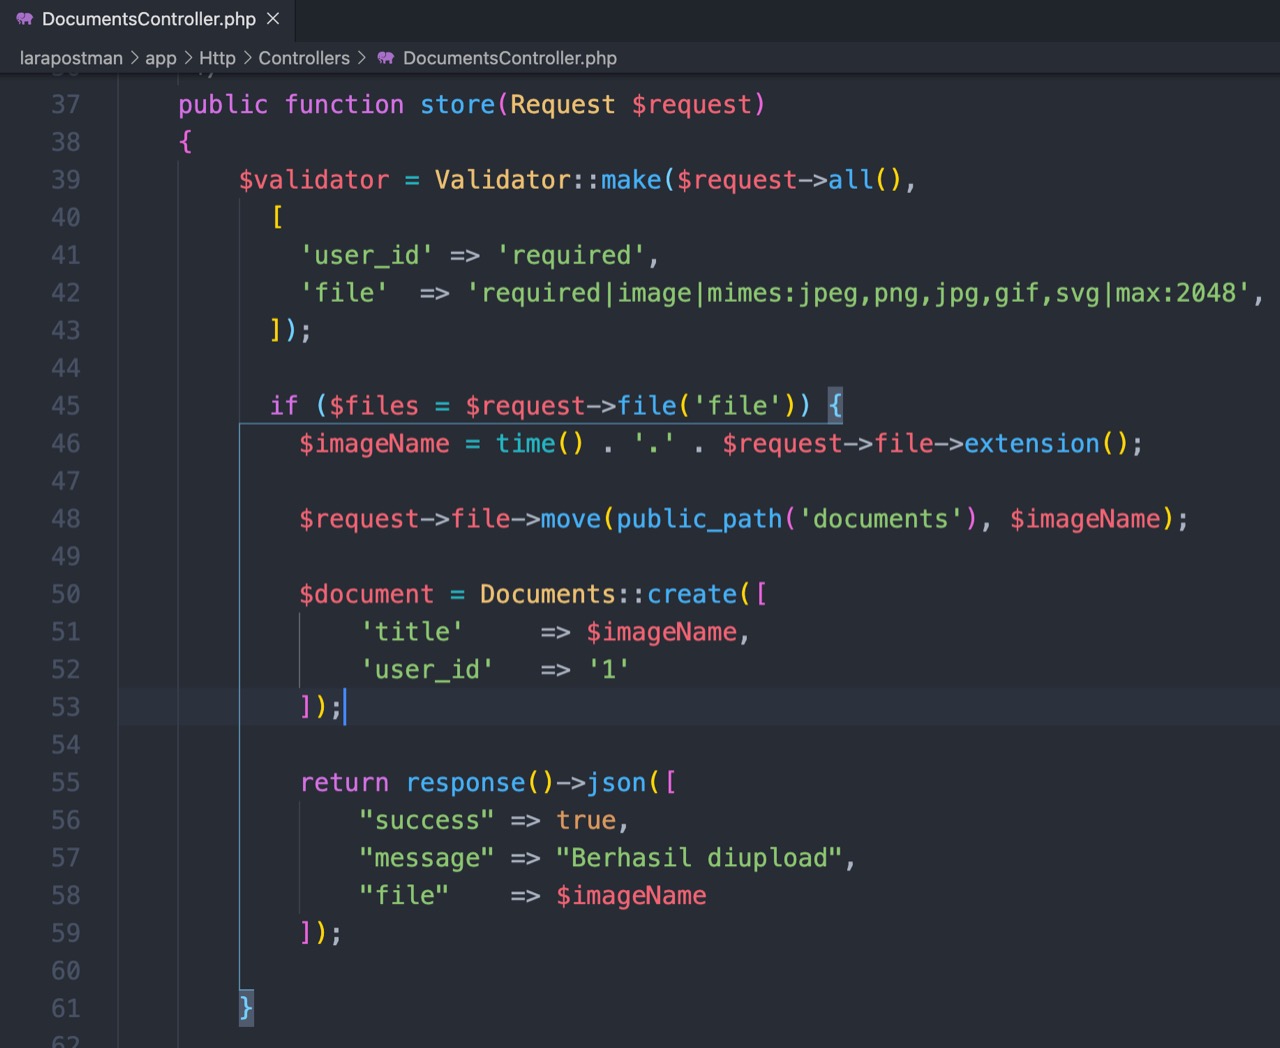 DocumentsController.php ×
larapostman > app > Http > Controllers > DocumentsController.php
37 public function store(Request $request)
38 {
39 $validator = Validator::make($request->all(),
40 [
41 'user_id' => 'required',
42 'file' => 'required|image|mimes:jpeg,png,jpg,gif,svg|max:2048',
43 ]);
44
45 if ($files = $request->file('file')) {
46 $imageName = time() . '.' . $request->file->extension();
47
48 $request->file->move(public_path('documents'), $imageName);
49
50 $document = Documents::create([
51 'title' => $imageName,
52 'user_id' => '1'
53 ]);
54
55 return response()->json([
56 "success" => true,
57 "message" => "Berhasil diupload",
58 "file" => $imageName
59 ]);
60
61 }
62